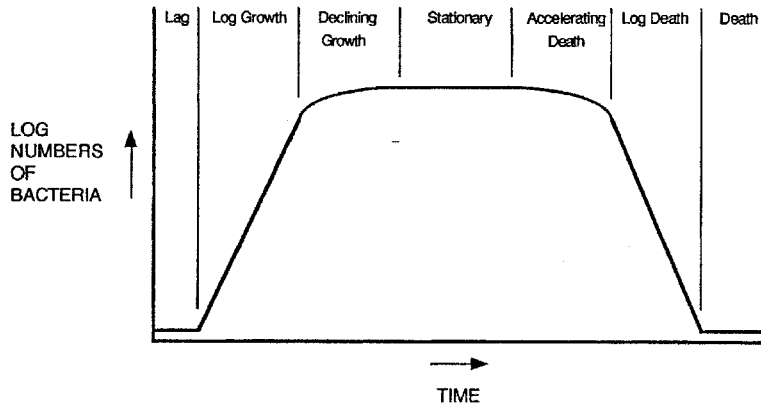 Lag
Log Growth
Declining
Growth
Stationary
Accelerating
Death
Log Death
Death
LOG
NUMBERS
OF
BACTERIA
TIME